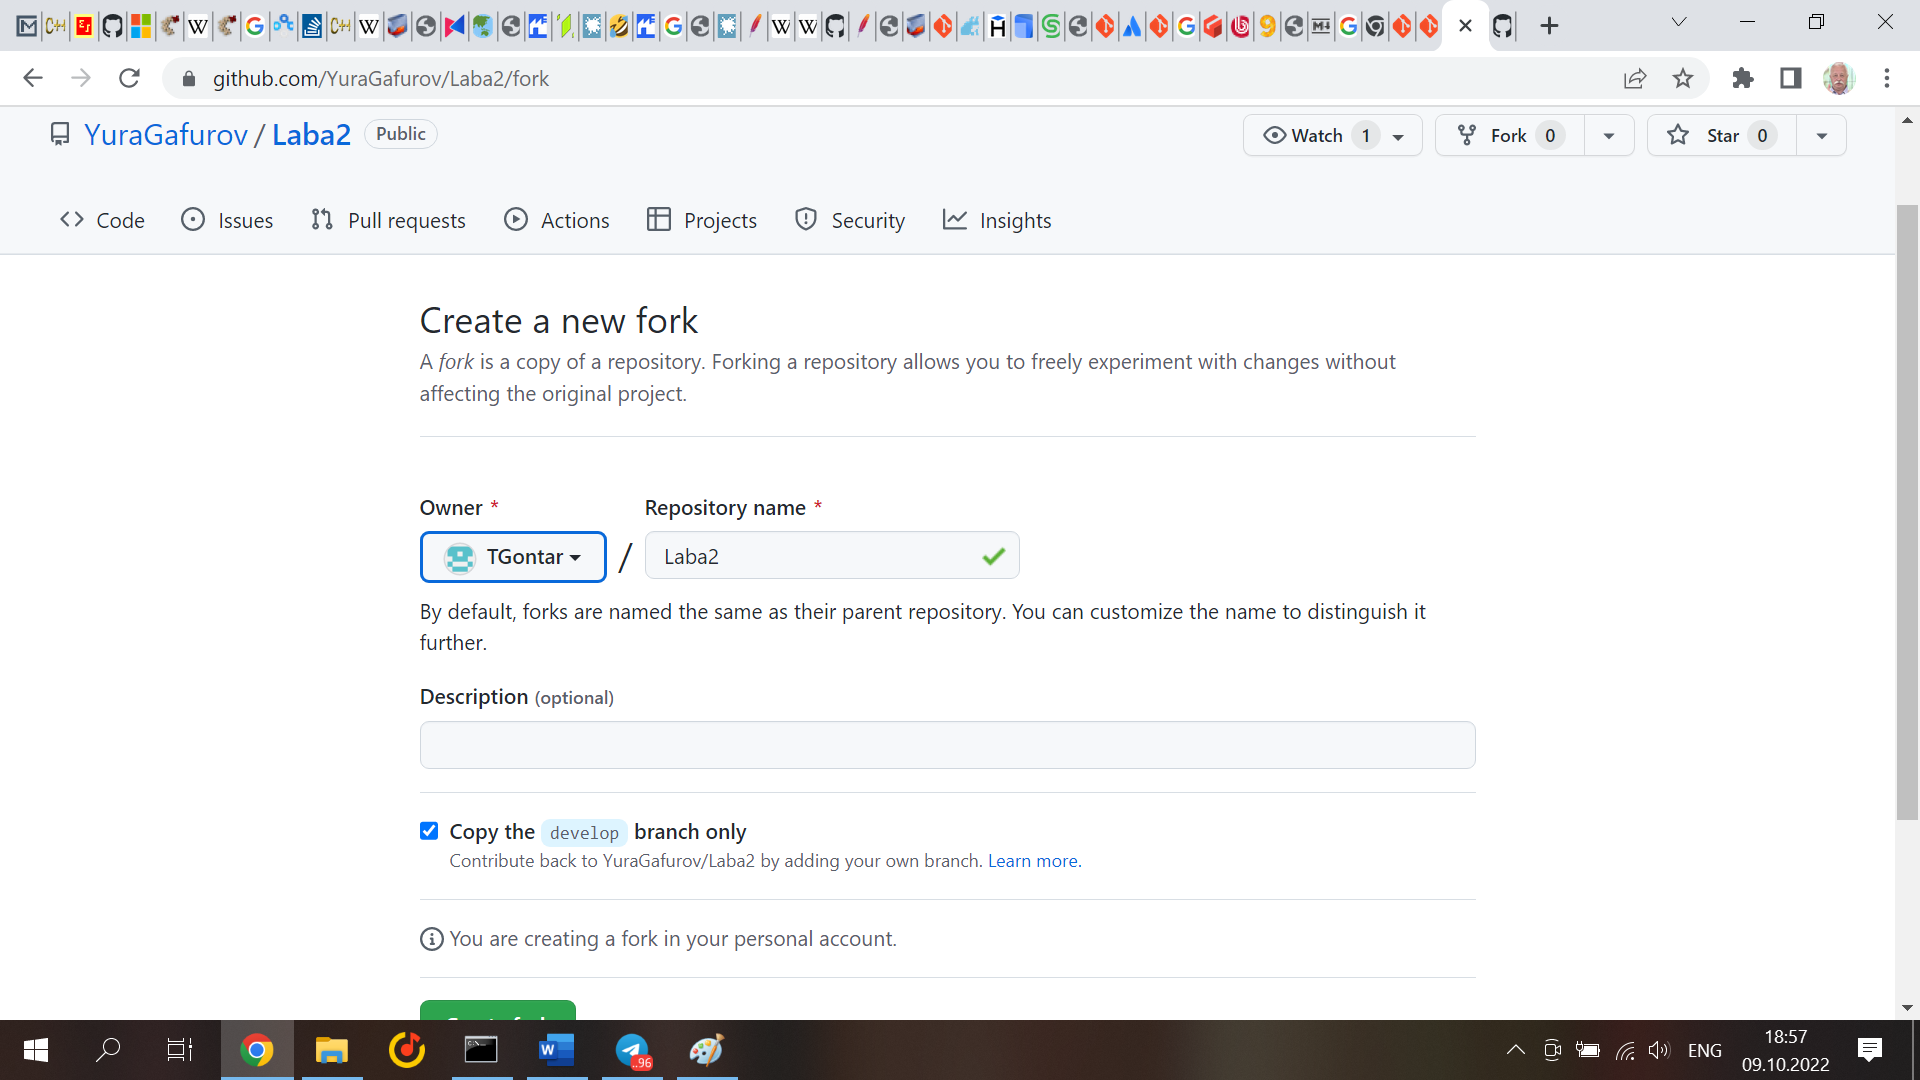 github.com/YuraGafurov/Laba2/fork
YuraGafurov / Laba2 Public
Watch 1
Fork 0
Star 0
Code
Issues
Pull requests
Actions
Projects
Security
Insights
Create a new fork
A fork is a copy of a repository. Forking a repository allows you to freely experiment with changes without
affecting the original project.
Owner *
Repository name *
TGontar
/
Laba2
By default, forks are named the same as their parent repository. You can customize the name to distinguish it
further.
Description (optional)
Copy the develop branch only
Contribute back to YuraGafurov/Laba2 by adding your own branch. Learn more.
You are creating a fork in your personal account.
..96
ENG
18:57
09.10.2022